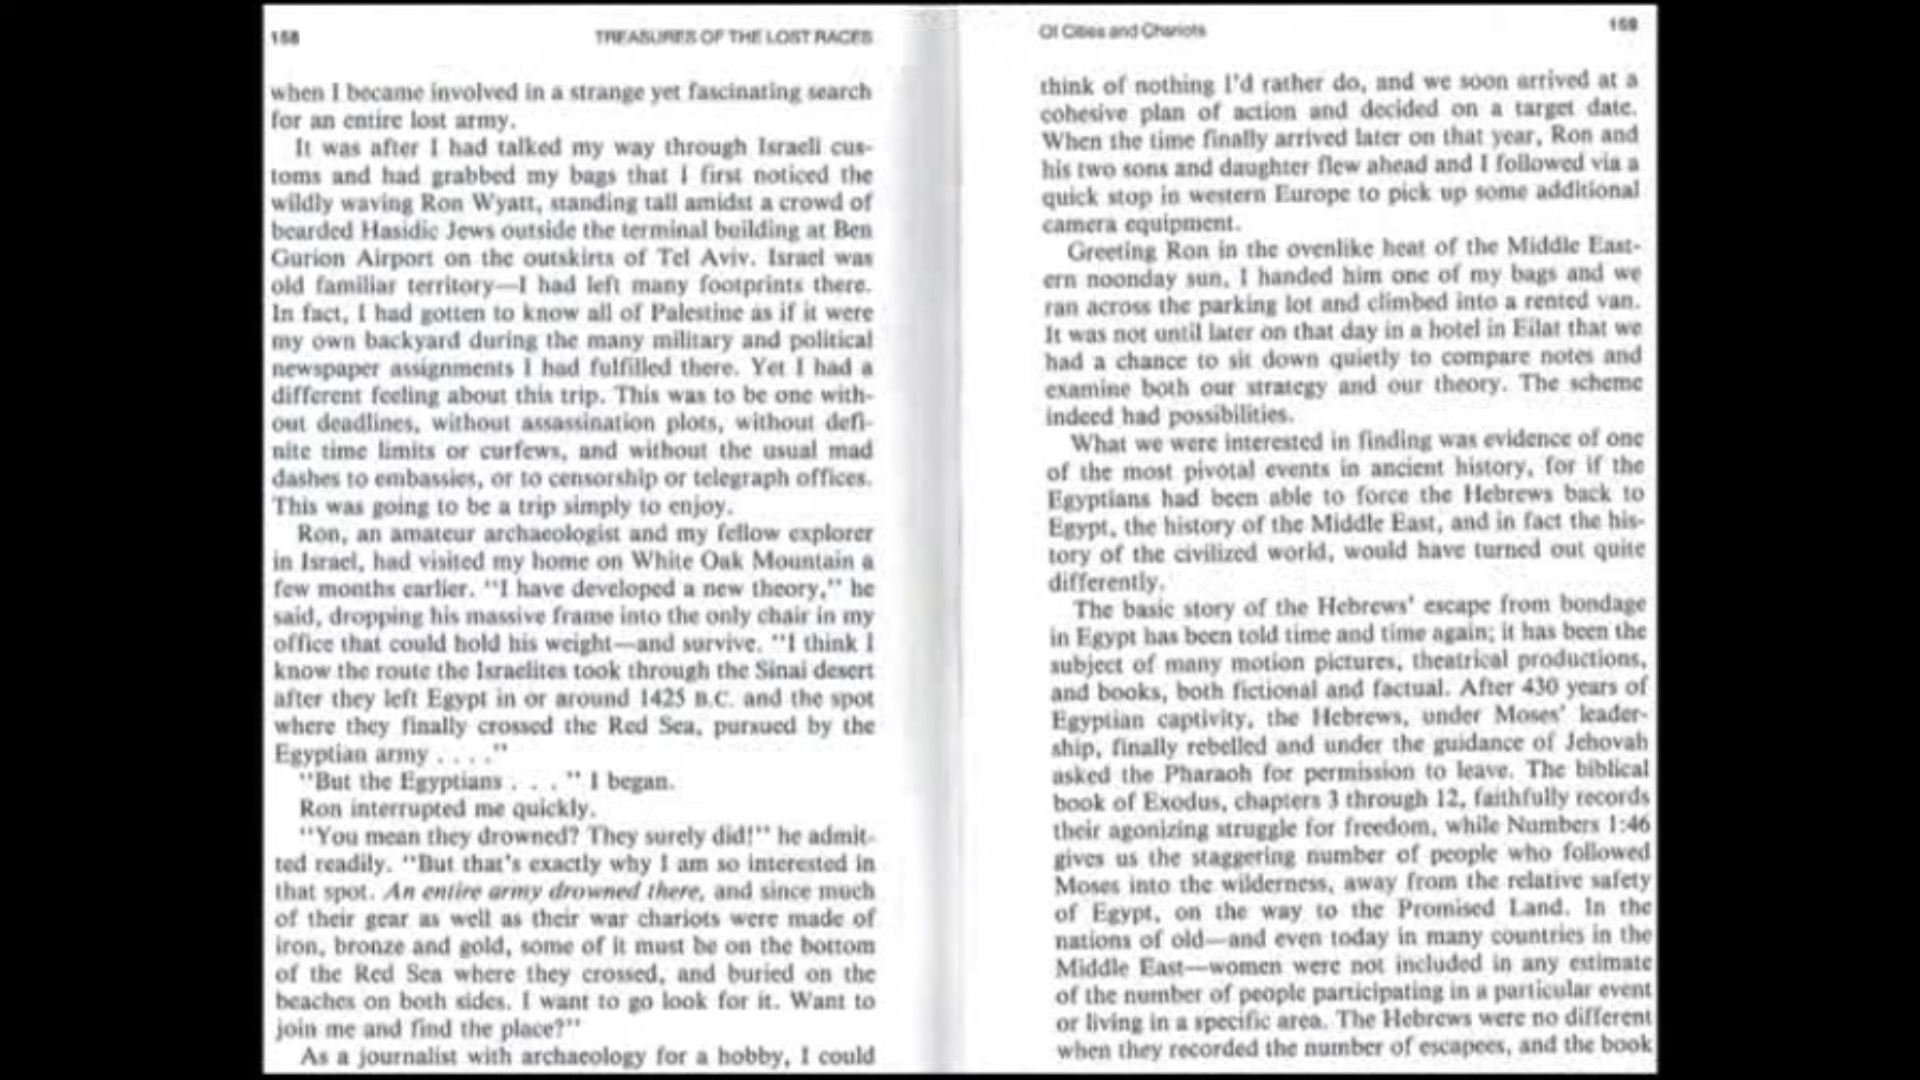 158
TREASURES OF THE LOST RACES
when I became involved in a strange yet fascinating search
for an entire lost army.
It was after I had talked my way through Israeli cus-
toms and had grabbed my bags that I first noticed the
wildly waving Ron Wyatt, standing tall amidst a crowd of
bearded Hasidic Jews outside the terminal building at Ben
Gurion Airport on the outskirts of Tel Aviv. Israel was
old familiar territory—I had left many footprints there.
In fact, I had gotten to know all of Palestine as if it were
my own backyard during the many military and political
newspaper assignments I had fulfilled there. Yet I had a
different feeling about this trip. This was to be one with-
out deadlines, without assassination plots, without defi-
nite time limits or curfews, and without the usual mad
dashes to embassies, or to censorship or telegraph offices.
This was going to be a trip simply to enjoy.
Ron, an amateur archaeologist and my fellow explorer
in Israel, had visited my home on White Oak Mountain a
few months earlier. "I have developed a new theory," he
said, dropping his massive frame into the only chair in my
office that could hold his weight—and survive. "I think I
know the route the Israelites took through the Sinai desert
after they left Egypt in or around 1425 B.C. and the spot
where they finally crossed the Red Sea, pursued by the
Egyptian army . . . ."
"But the Egyptians . . . " I began.
Ron interrupted me quickly.
"You mean they drowned? They surely did!" he admit-
ted readily. "But that's exactly why I am so interested in
that spot. An entire army drowned there, and since much
of their gear as well as their war chariots were made of
iron, bronze and gold, some of it must be on the bottom
of the Red Sea where they crossed, and buried on the
beaches on both sides. I want to go look for it. Want to
join me and find the place?"
As a journalist with archaeology for a hobby, I could
Of Cities and Chariots
159
think of nothing I'd rather do, and we soon arrived at a
cohesive plan of action and decided on a target date.
When the time finally arrived later on that year, Ron and
his two sons and daughter flew ahead and I followed via a
quick stop in western Europe to pick up some additional
camera equipment.
Greeting Ron in the ovenlike heat of the Middle East-
ern noonday sun, I handed him one of my bags and we
ran across the parking lot and climbed into a rented van.
It was not until later on that day in a hotel in Eilat that we
had a chance to sit down quietly to compare notes and
examine both our strategy and our theory. The scheme
indeed had possibilities.
What we were interested in finding was evidence of one
of the most pivotal events in ancient history, for if the
Egyptians had been able to force the Hebrews back to
Egypt, the history of the Middle East, and in fact the his-
tory of the civilized world, would have turned out quite
differently.
The basic story of the Hebrews' escape from bondage
in Egypt has been told time and time again; it has been the
subject of many motion pictures, theatrical productions,
and books, both fictional and factual. After 430 years of
Egyptian captivity, the Hebrews, under Moses' leader-
ship, finally rebelled and under the guidance of Jehovah
asked the Pharaoh for permission to leave. The biblical
book of Exodus, chapters 3 through 12, faithfully records
their agonizing struggle for freedom, while Numbers 1:46
gives us the staggering number of people who followed
Moses into the wilderness, away from the relative safety
of Egypt, on the way to the Promised Land. In the
nations of old—and even today in many countries in the
Middle East—women were not included in any estimate
of the number of people participating in a particular event
or living in a specific area. The Hebrews were no different
when they recorded the number of escapees, and the book